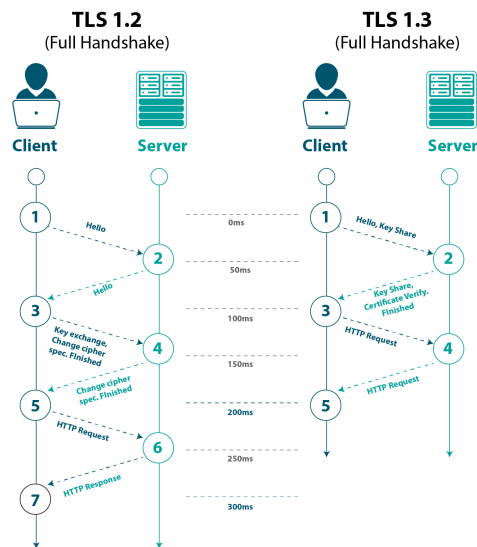 TLS 1.2
(Full Handshake)
Client
Server
1
Hello
2
Hello
3
Key exchange,
Change cipher
spec. FInished
4
Change cipher
spec. FInished
5
HTTP Request
6
HTTP Response
7
0ms
50ms
100ms
150ms
200ms
250ms
300ms
TLS 1.3
(Full Handshake)
Client
Server
1
Hello, Key Share
2
Key Share,
Certificate Verify.
FInished
3
HTTP Request
4
HTTP Request
5